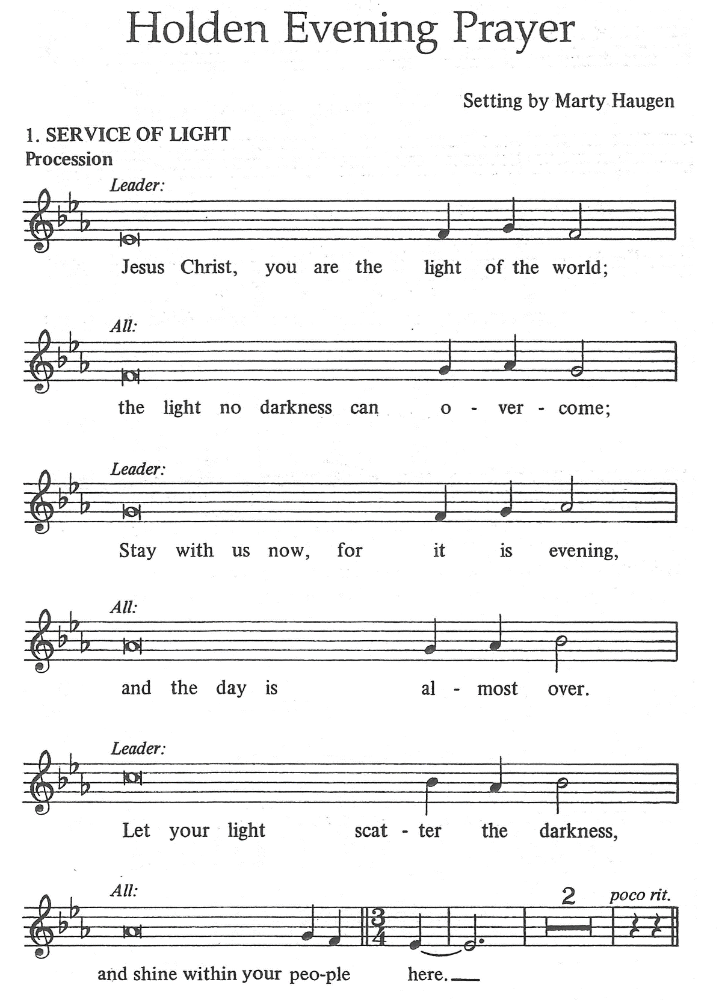 Holden Evening Prayer
Setting by Marty Haugen
1. SERVICE OF LIGHT
Procession
Leader:
Jesus Christ, you are the light of the world;
All:
the light no darkness can o - ver - come;
Leader:
Stay with us now, for it is evening,
All:
and the day is al - most over.
Leader:
Let your light scat - ter the darkness,
All:
2 poco rit.
3
4
and shine within your peo-ple here.